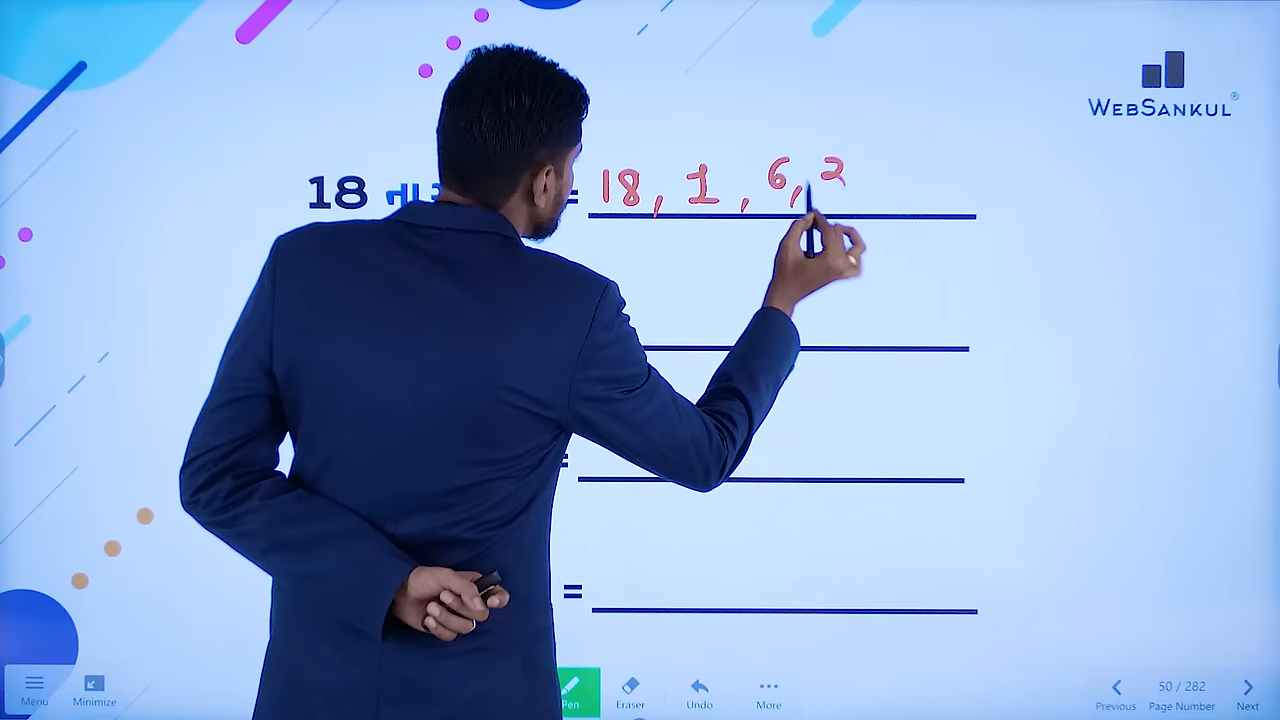 WEBSANKUL®
18 = 18, 1, 6, 2
=
=
Menu Minimize Pen Eraser Undo More Previous 50 / 282 Page Number Next